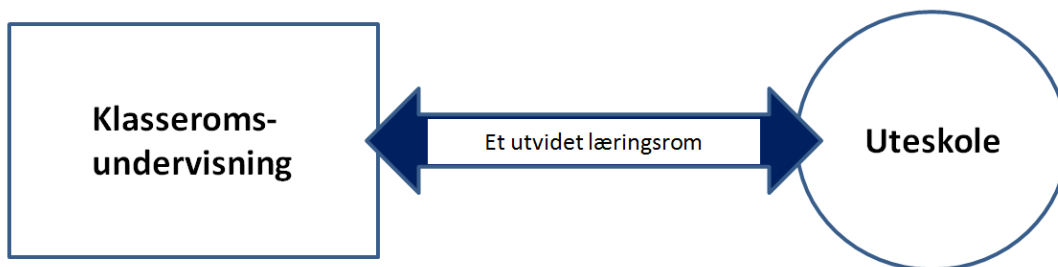 Klasseroms-
undervisning
Et utvidet læringsrom
Uteskole